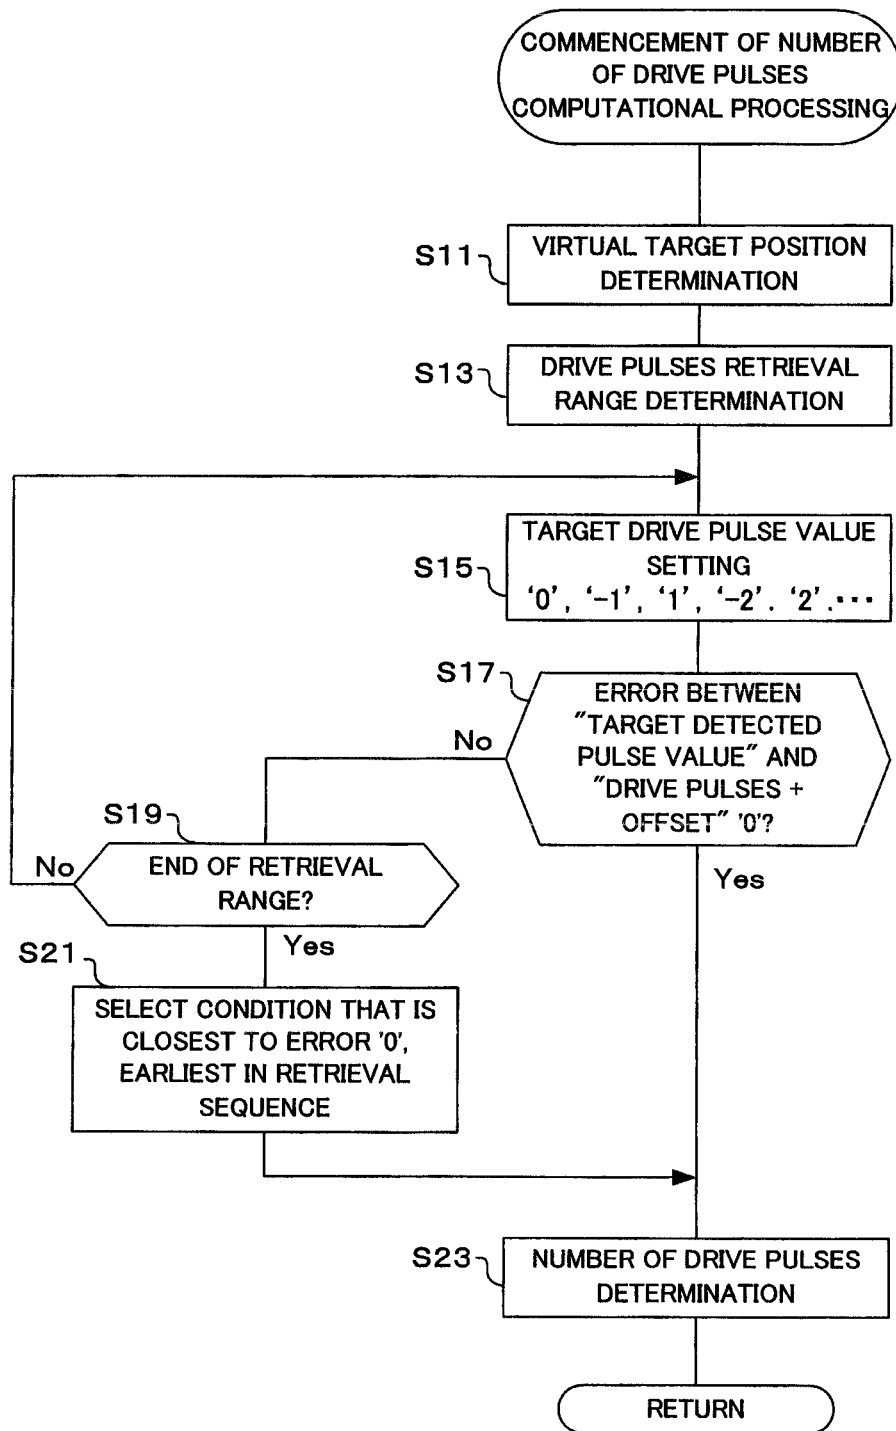 COMMENCEMENT OF NUMBER
OF DRIVE PULSES
COMPUTATIONAL PROCESSING
S11
VIRTUAL TARGET POSITION
DETERMINATION
S13
DRIVE PULSES RETRIEVAL
RANGE DETERMINATION
S15
TARGET DRIVE PULSE VALUE
SETTING
'0', '-1', '1', '-2'. '2'.···
S17
ERROR BETWEEN
"TARGET DETECTED
PULSE VALUE" AND
"DRIVE PULSES +
OFFSET" '0'?
No
Yes
S19
END OF RETRIEVAL
RANGE?
No
Yes
S21
SELECT CONDITION THAT IS
CLOSEST TO ERROR '0',
EARLIEST IN RETRIEVAL
SEQUENCE
S23
NUMBER OF DRIVE PULSES
DETERMINATION
RETURN